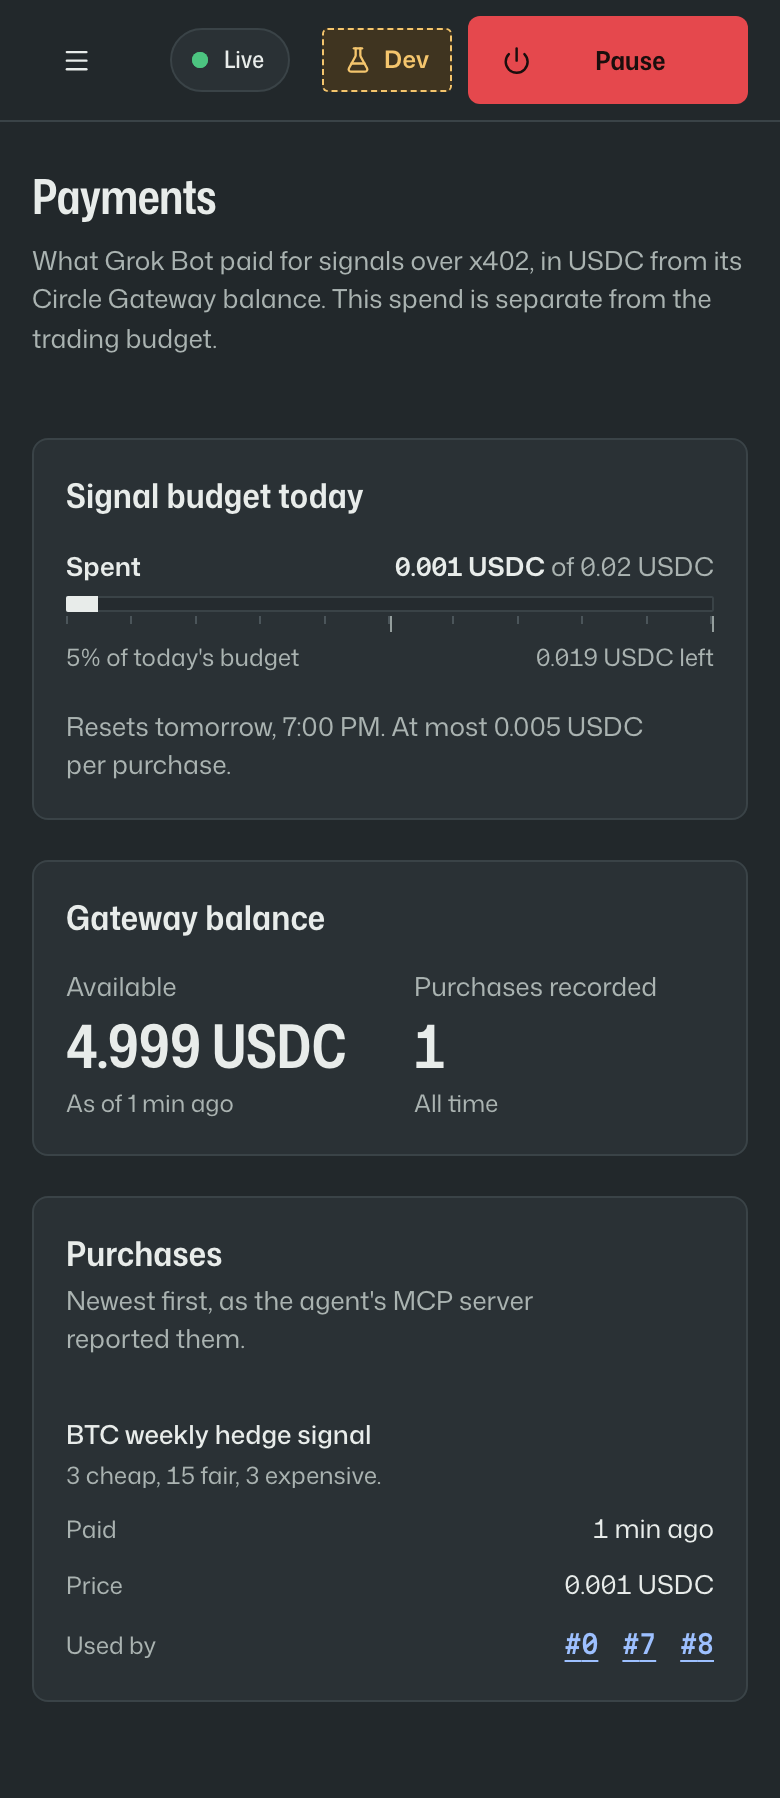 Live
Dev
Pause
Payments
What Grok Bot paid for signals over x402, in USDC from its
Circle Gateway balance. This spend is separate from the
trading budget.
Signal budget today
Spent
0.001 USDC of 0.02 USDC
5% of today's budget
0.019 USDC left
Resets tomorrow, 7:00 PM. At most 0.005 USDC
per purchase.
Gateway balance
Available
4.999 USDC
As of 1 min ago
Purchases recorded
1
All time
Purchases
Newest first, as the agent's MCP server
reported them.
BTC weekly hedge signal
3 cheap, 15 fair, 3 expensive.
Paid
1 min ago
Price
0.001 USDC
Used by
#0 #7 #8